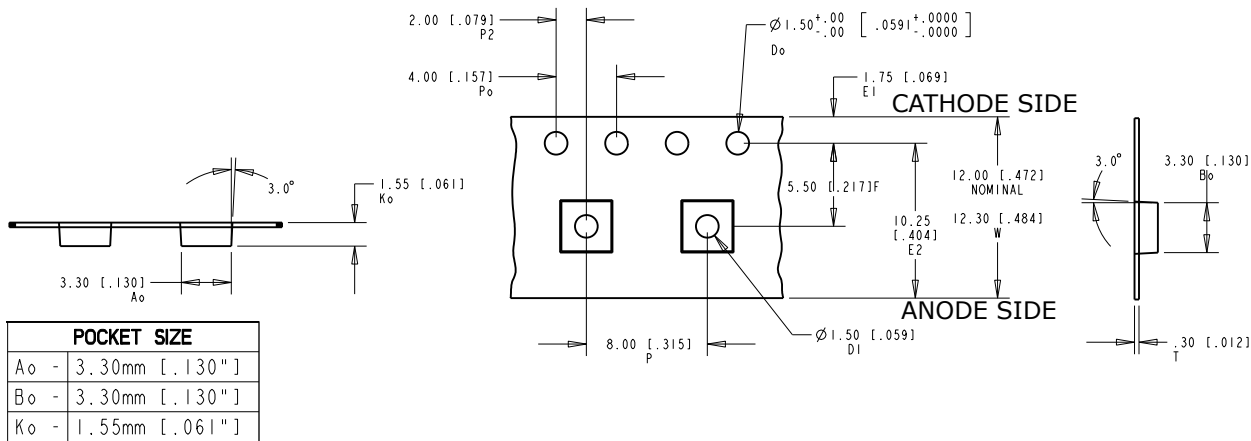 2.00 [.079]
P2
4.00 [.157]
Po
Ø1.50 +.00 -.00 [ .0591 +.0000 -.0000 ]
Do
1.75 [.069]
E1
CATHODE SIDE
3.0°
1.55 [.061]
Ko
3.30 [.130]
Ao
5.50 [.217]F
10.25
[.404]
E2
12.00 [.472]
NOMINAL
12.30 [.484]
W
3.0°
3.30 [.130]
Bo
ANODE SIDE
8.00 [.315]
P
Ø1.50 [.059]
D1
.30 [.012]
T
POCKET SIZE
Ao - 3.30mm [.130"]
Bo - 3.30mm [.130"]
Ko - 1.55mm [.061"]